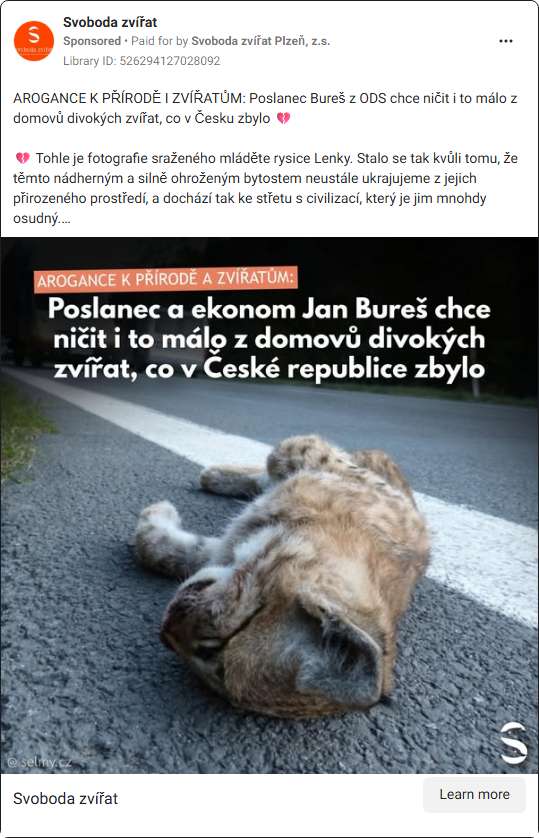 Svoboda zvířat
Sponsored • Paid for by Svoboda zvířat Plzeň, z.s.
Library ID: 526294127028092
AROGANCE K PŘÍRODĚ I ZVÍŘATŮM: Poslanec Bureš z ODS chce ničit i to málo z
domovů divokých zvířat, co v Česku zbylo 💔
💔 Tohle je fotografie sraženého mláděte rysice Lenky. Stalo se tak kvůli tomu, že
těmto nádherným a silně ohroženým bytostem neustále ukrajujeme z jejich
přirozeného prostředí, a dochází tak ke střetu s civilizací, který je jim mnohdy
osudný....
AROGANCE K PŘÍRODĚ A ZVÍŘATŮM:
Poslanec a ekonom Jan Bureš chce
ničit i to málo z domovů divokých
zvířat, co v České republice zbylo
@ selmy.cz
Svoboda zvířat
Learn more